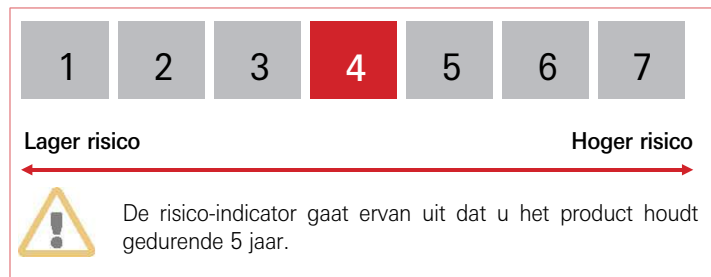 1 2 3 4 5 6 7
Lager risico Hoger risico
De risico-indicator gaat ervan uit dat u het product houdt
gedurende 5 jaar.